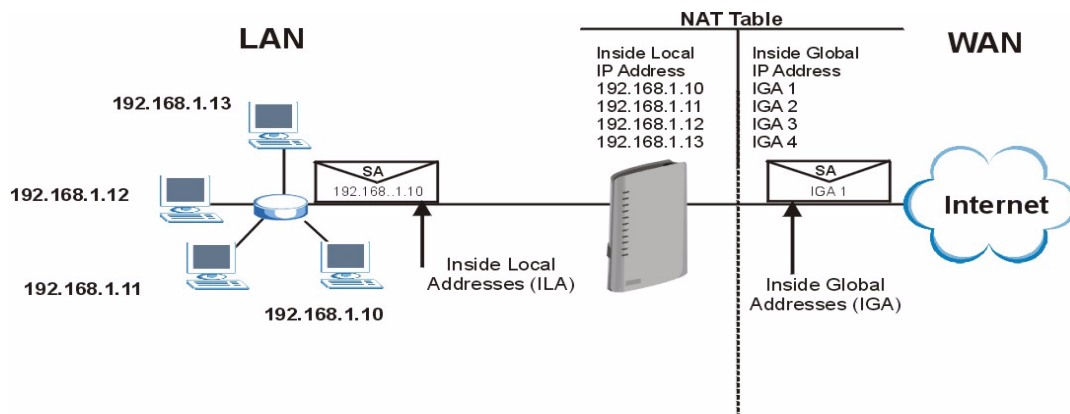 NAT Table
LAN
WAN
Inside Local
IP Address
192.168.1.10
192.168.1.11
192.168.1.12
192.168.1.13
Inside Global
IP Address
IGA 1
IGA 2
IGA 3
IGA 4
192.168.1.13
192.168.1.12
192.168.1.11
192.168.1.10
SA
192.168..1.10
Inside Local
Addresses (ILA)
SA
IGA 1
Inside Global
Addresses (IGA)
Internet